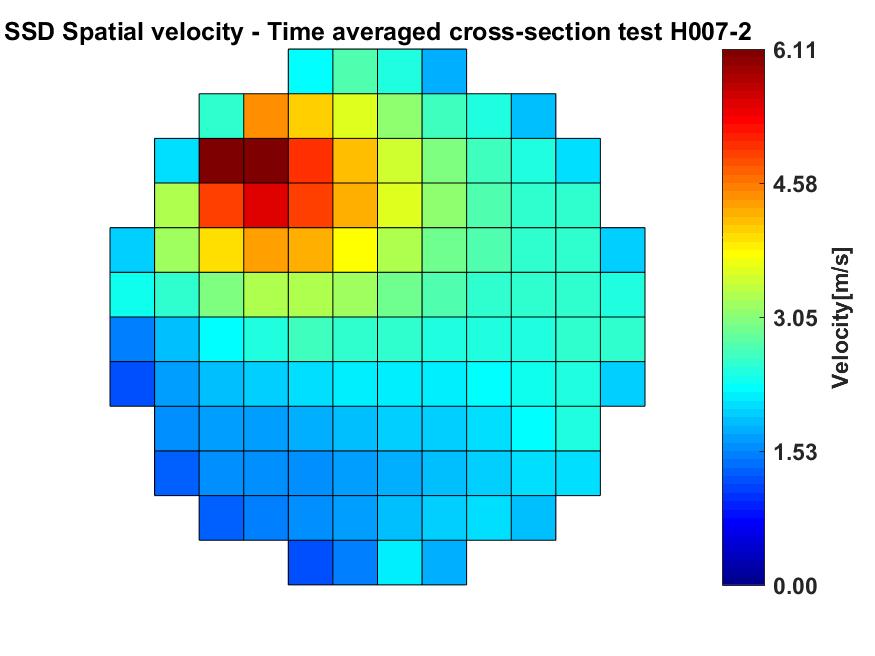 SSD Spatial velocity - Time averaged cross-section test H007-2
6.11
4.58
3.05
1.53
0.00
Velocity[m/s]